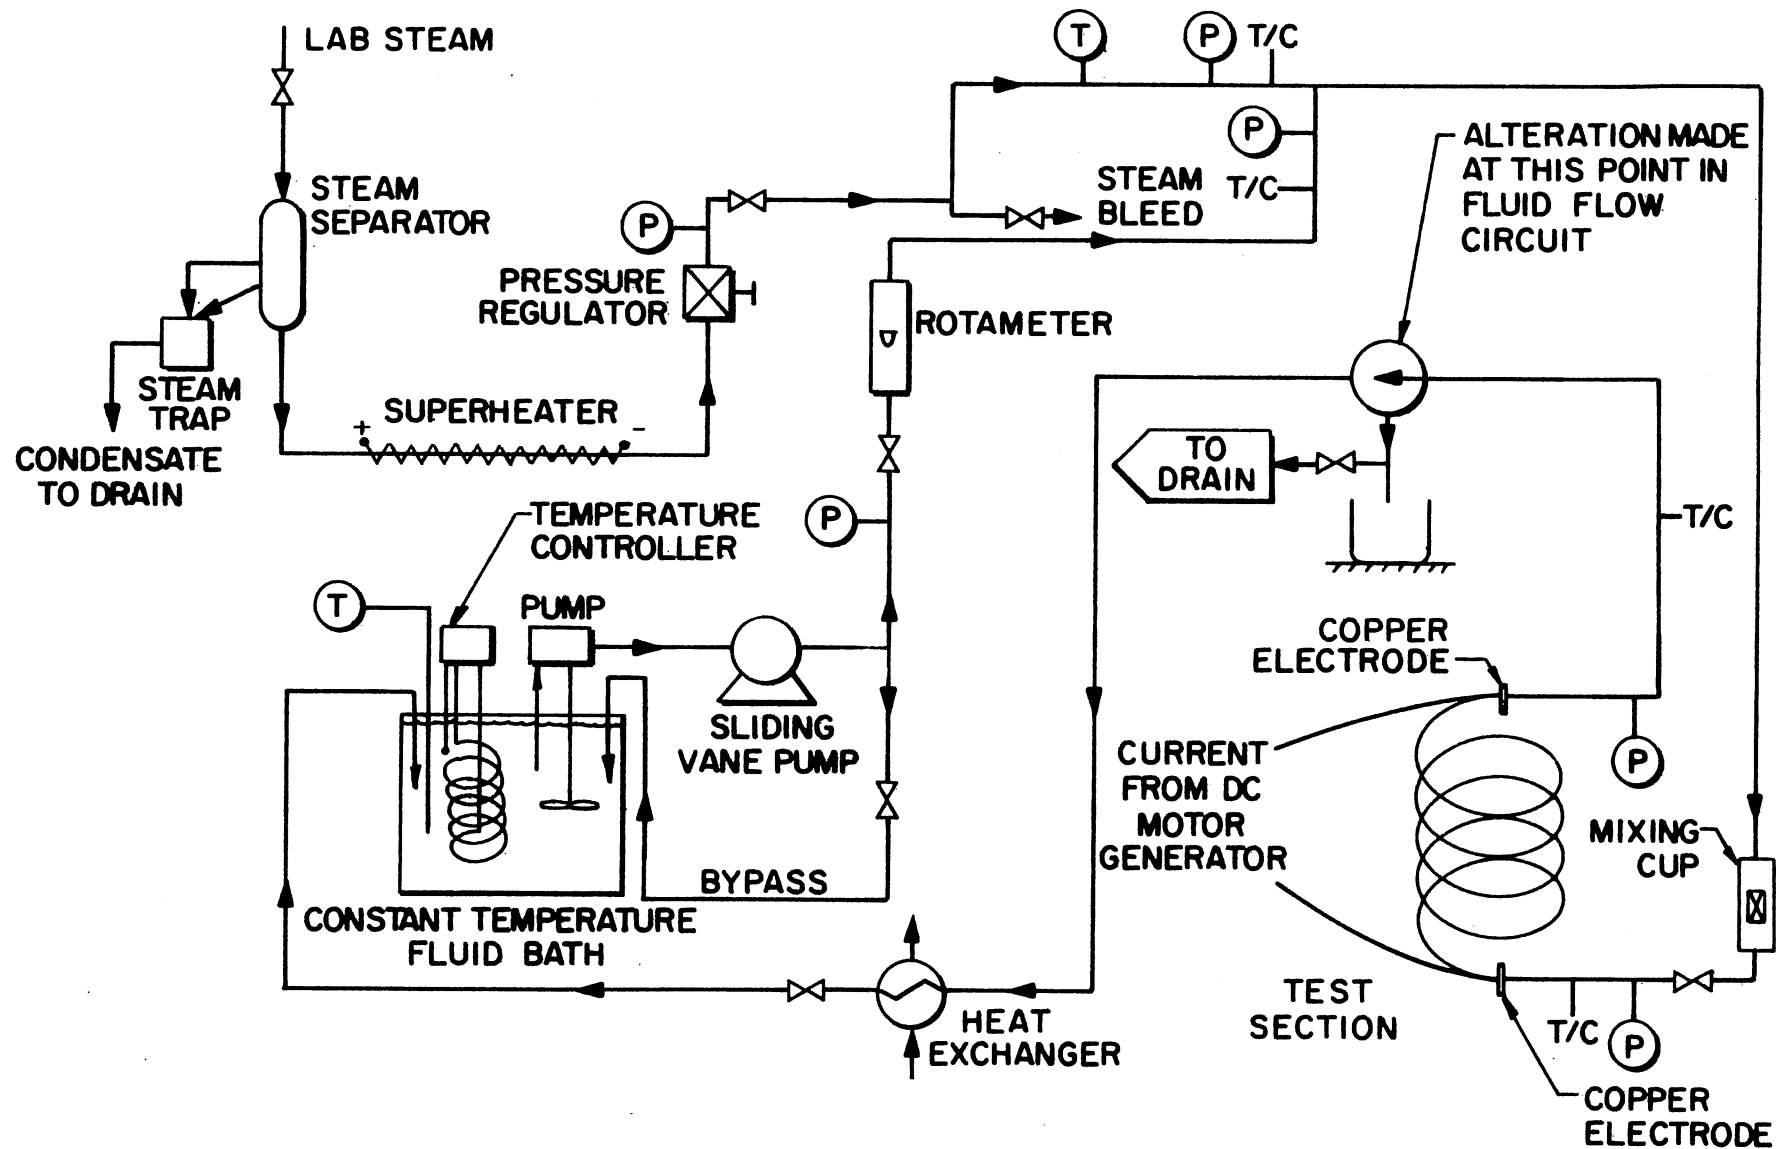 LAB STEAM
T
P
T/C
P
T/C
ALTERATION MADE
AT THIS POINT IN
FLUID FLOW
CIRCUIT
STEAM
SEPARATOR
STEAM
BLEED
P
PRESSURE
REGULATOR
ROTAMETER
STEAM
TRAP
CONDENSATE
TO DRAIN
SUPERHEATER
+
-
TO
DRAIN
T/C
TEMPERATURE
CONTROLLER
P
T
PUMP
SLIDING
VANE PUMP
COPPER
ELECTRODE
P
CURRENT
FROM DC
MOTOR
GENERATOR
MIXING
CUP
BYPASS
CONSTANT TEMPERATURE
FLUID BATH
HEAT
EXCHANGER
TEST
SECTION
T/C
P
COPPER
ELECTRODE